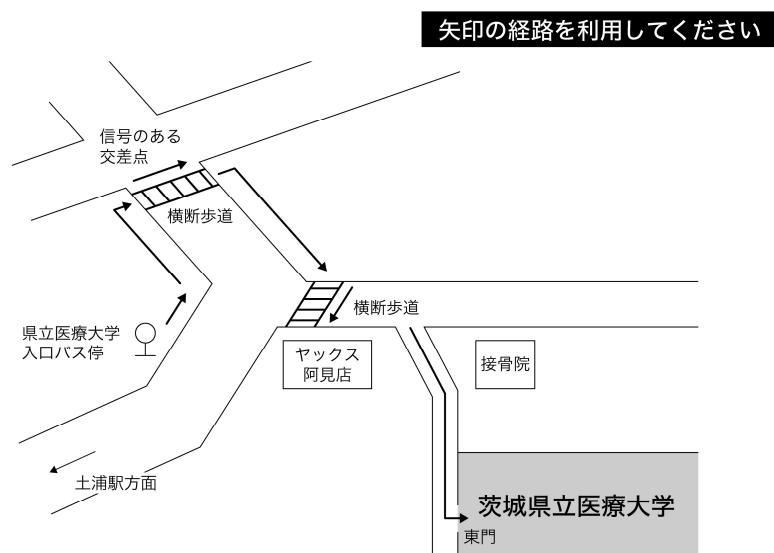 矢印の経路を利用してください
信号のある
交差点
横断歩道
横断歩道
県立医療大学
入口バス停
ヤックス
阿見店
接骨院
土浦駅方面
茨城県立医療大学
東門